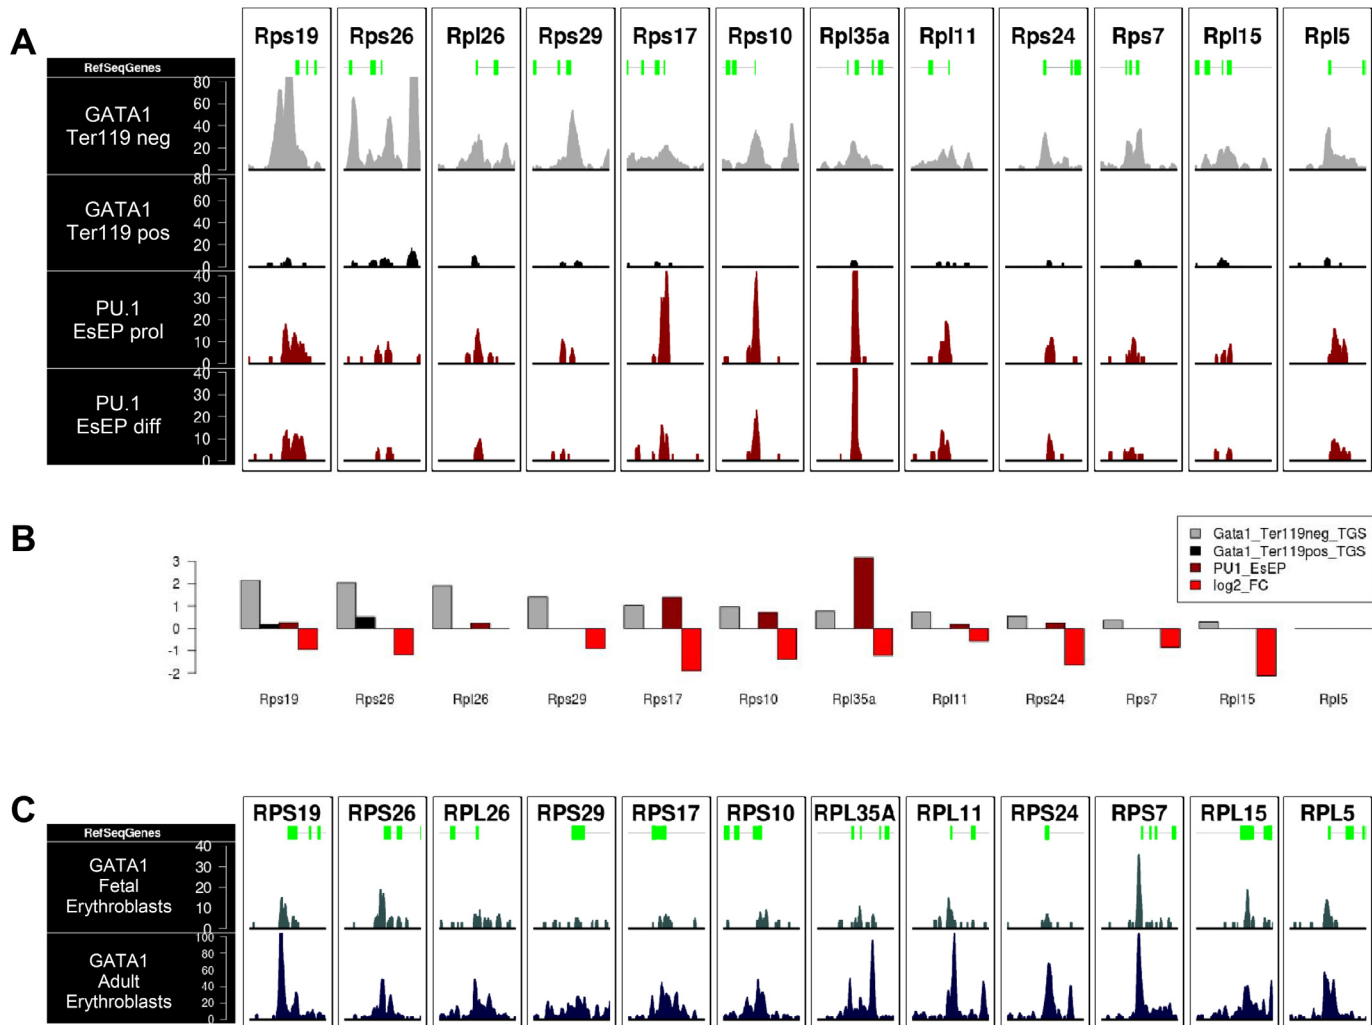 A
Rps19 Rps26 Rpl26 Rps29 Rps17 Rps10 Rpl35a Rpl11 Rps24 Rps7 Rpl15 Rpl5
RefSeqGenes
GATA1
Ter119 neg
80
60
40
20
0
GATA1
Ter119 pos
80
60
40
20
0
PU.1
EsEP prol
40
30
20
10
0
PU.1
EsEP diff
40
30
20
10
0
B
3
2
1
0
-1
-2
Gata1_Ter119neg_TGS
Gata1_Ter119pos_TGS
PU1_EsEP
log2_FC
Rps19 Rps26 Rpl26 Rps29 Rps17 Rps10 Rpl35a Rpl11 Rps24 Rps7 Rpl15 Rpl5
C
RPS19 RPS26 RPL26 RPS29 RPS17 RPS10 RPL35A RPL11 RPS24 RPS7 RPL15 RPL5
RefSeqGenes
GATA1
Fetal
Erythroblasts
40
30
20
10
0
GATA1
Adult
Erythroblasts
100
80
60
40
20
0